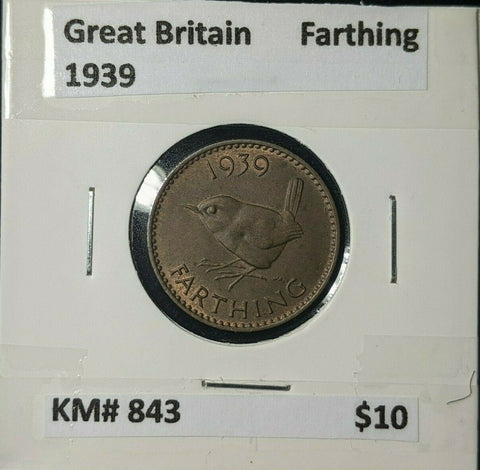 Great Britain Farthing
1939
1939
FARTHING
KM# 843 $10